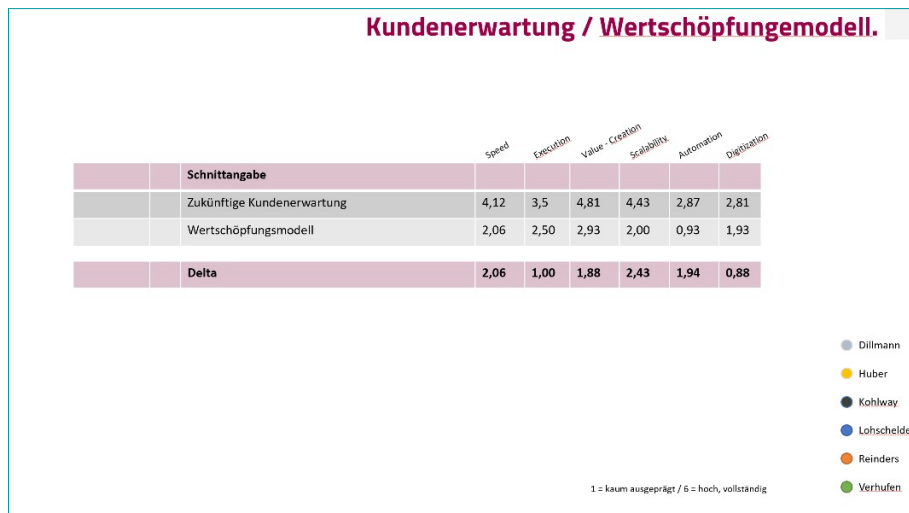 Kundenerwartung / Wertschöpfungemodell.
Speed Execution Value - Creation Scalability Automation Digitization
Schnittangabe
Zukünftige Kundenerwartung 4,12 3,5 4,81 4,43 2,87 2,81
Wertschöpfungsmodell 2,06 2,50 2,93 2,00 0,93 1,93
Delta 2,06 1,00 1,88 2,43 1,94 0,88
Dillmann
Huber
Kohlway
Lohschelde
Reinders
Verhufen
1 = kaum ausgeprägt / 6 = hoch, vollständig